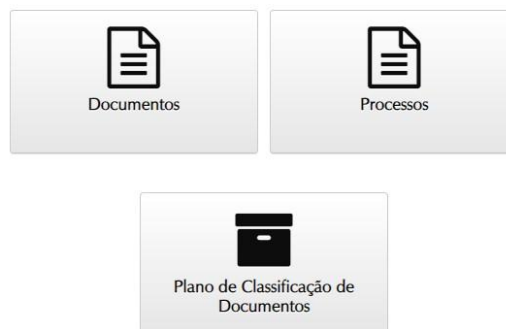 Documentos
Processos
Plano de Classificação de
Documentos